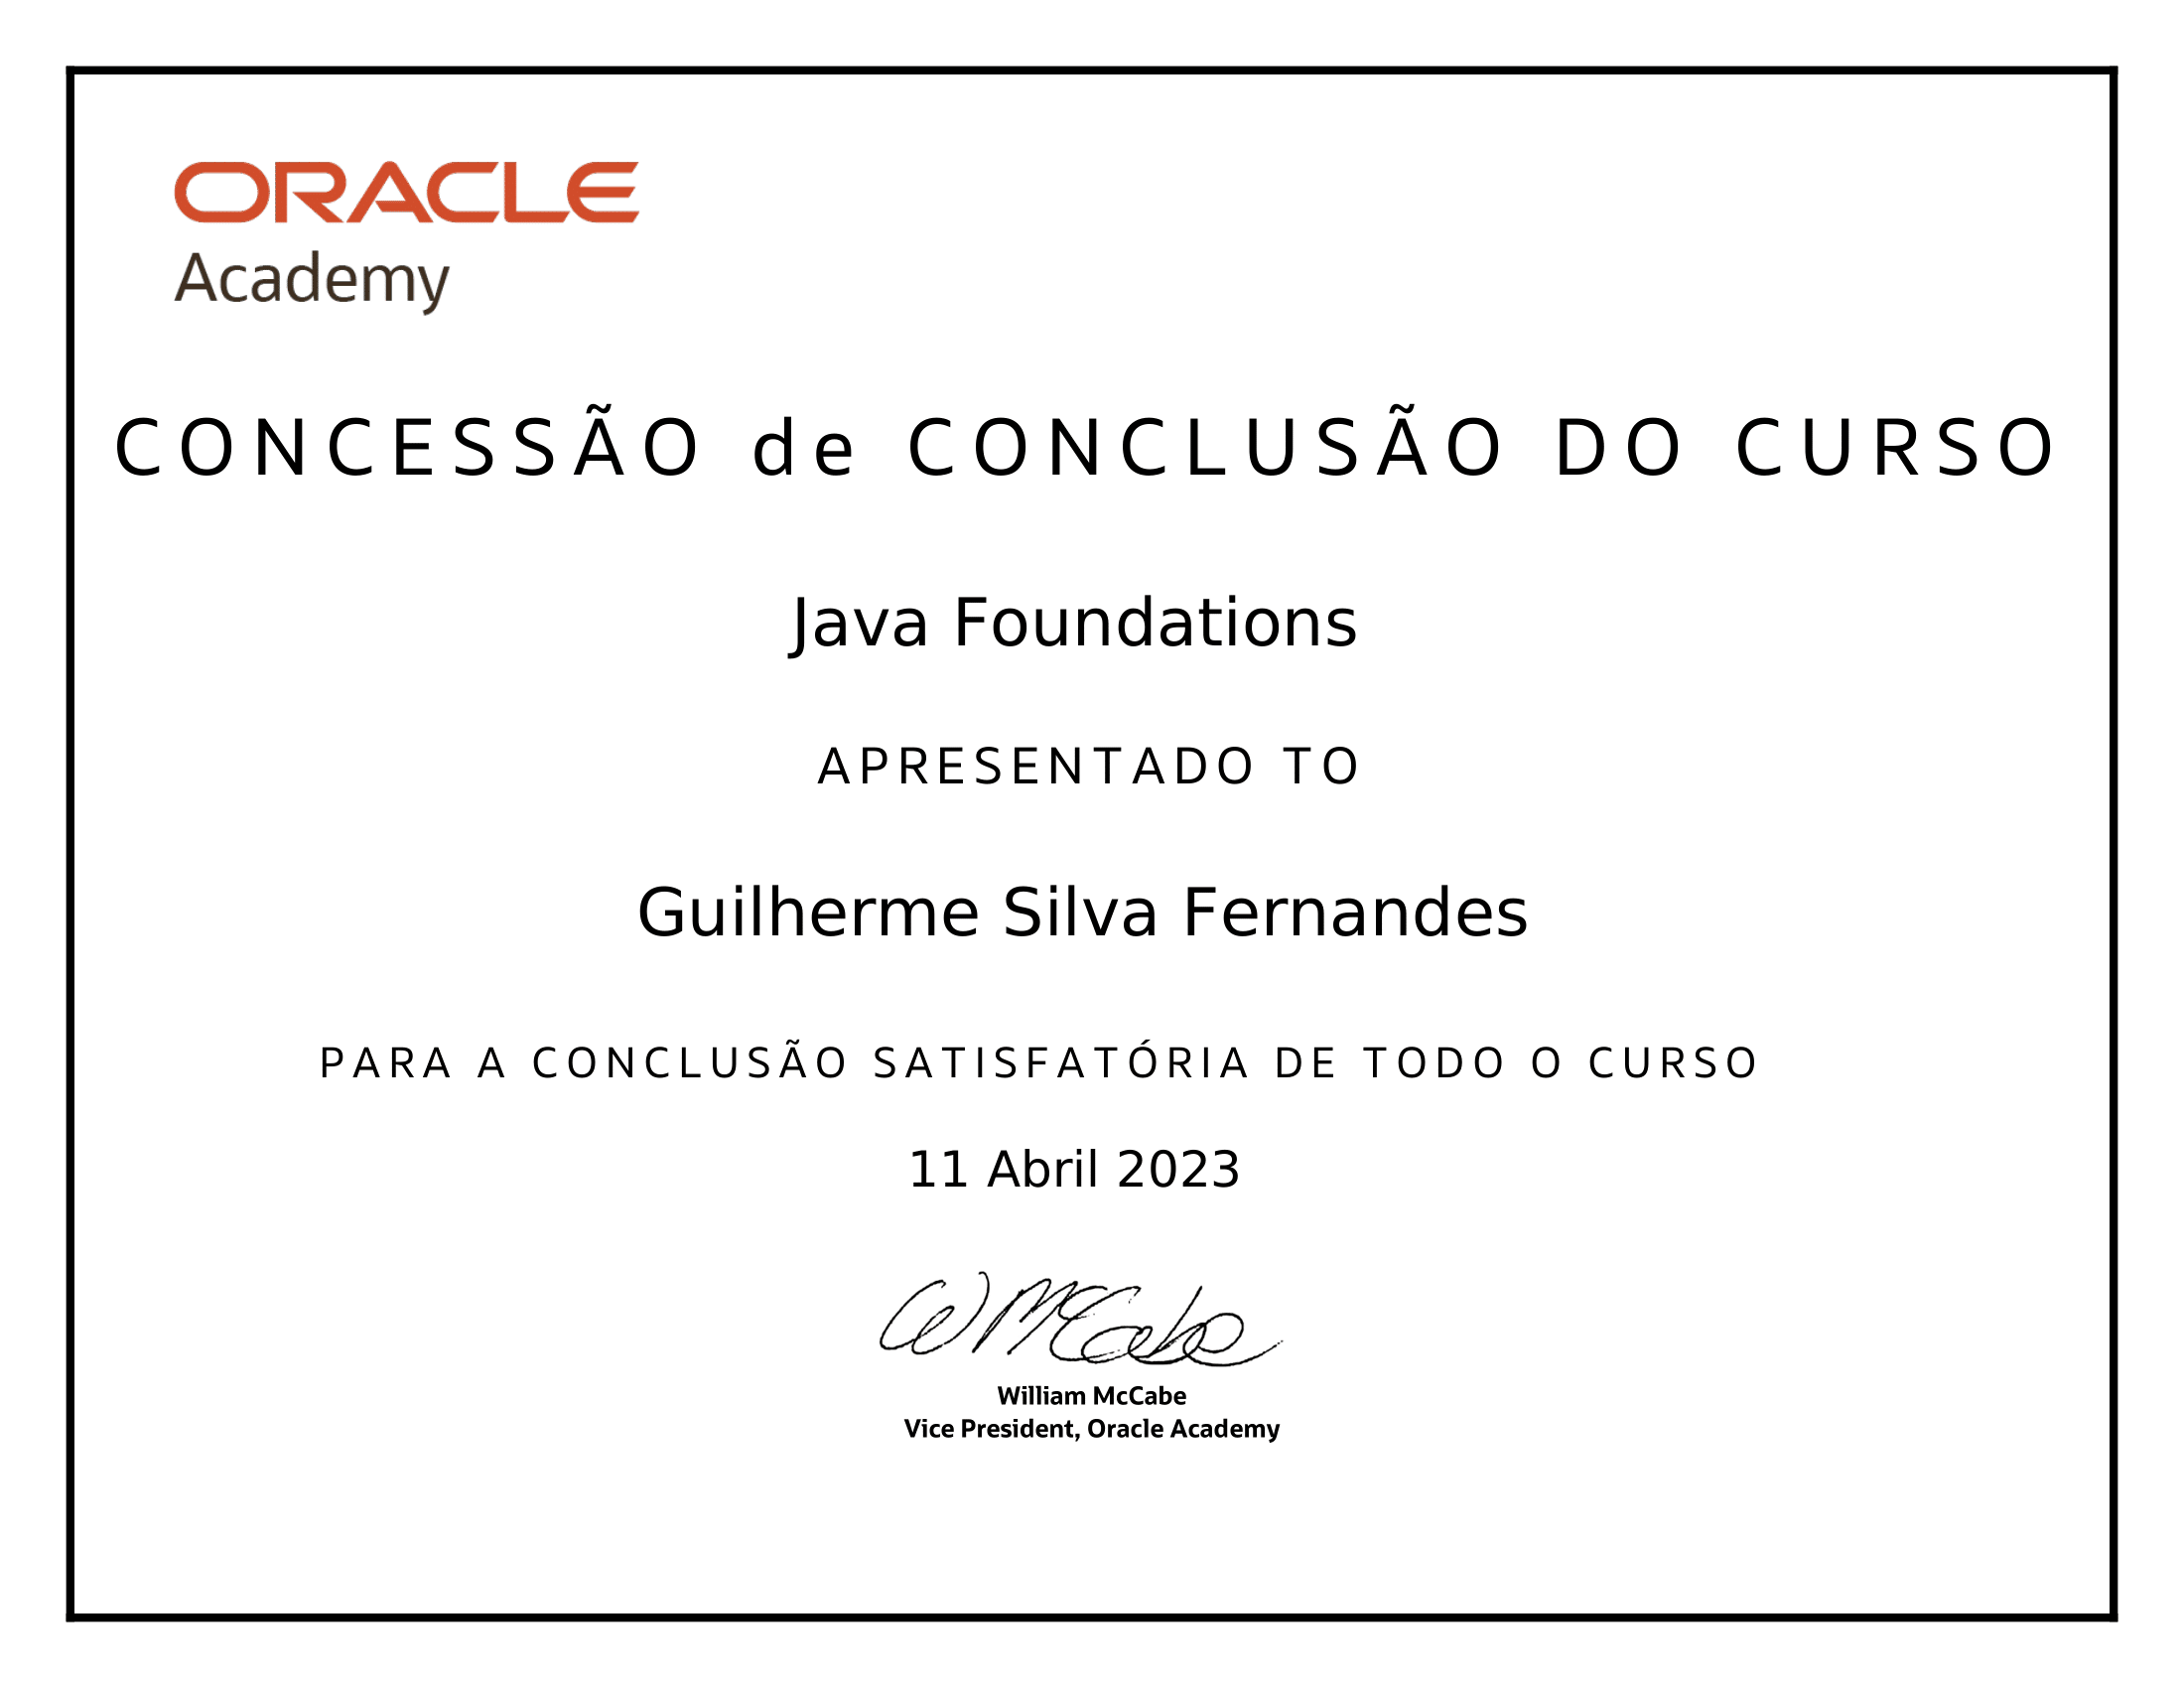 ORACLE
Academy
CONCESSÃO de CONCLUSÃO DO CURSO
Java Foundations
APRESENTADO TO
Guilherme Silva Fernandes
PARA A CONCLUSÃO SATISFATÓRIA DE TODO O CURSO
11 Abril 2023
W McCabe
William McCabe
Vice President, Oracle Academy